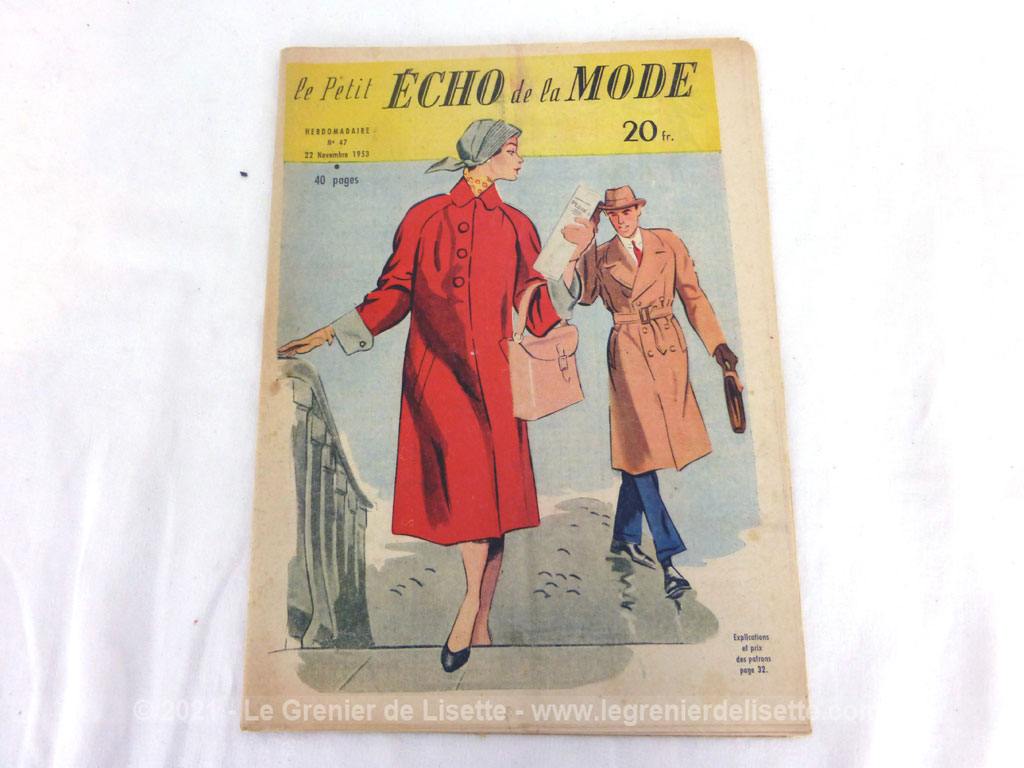 le Petit ÉCHO de la MODE
HEBDOMADAIRE
N° 47
22 Novembre 1953
40 pages
20 fr.
Explications
et prix
des patrons
page 32.
© 2021 - Le Grenier de Lisette - www.legrenierdelisette.com